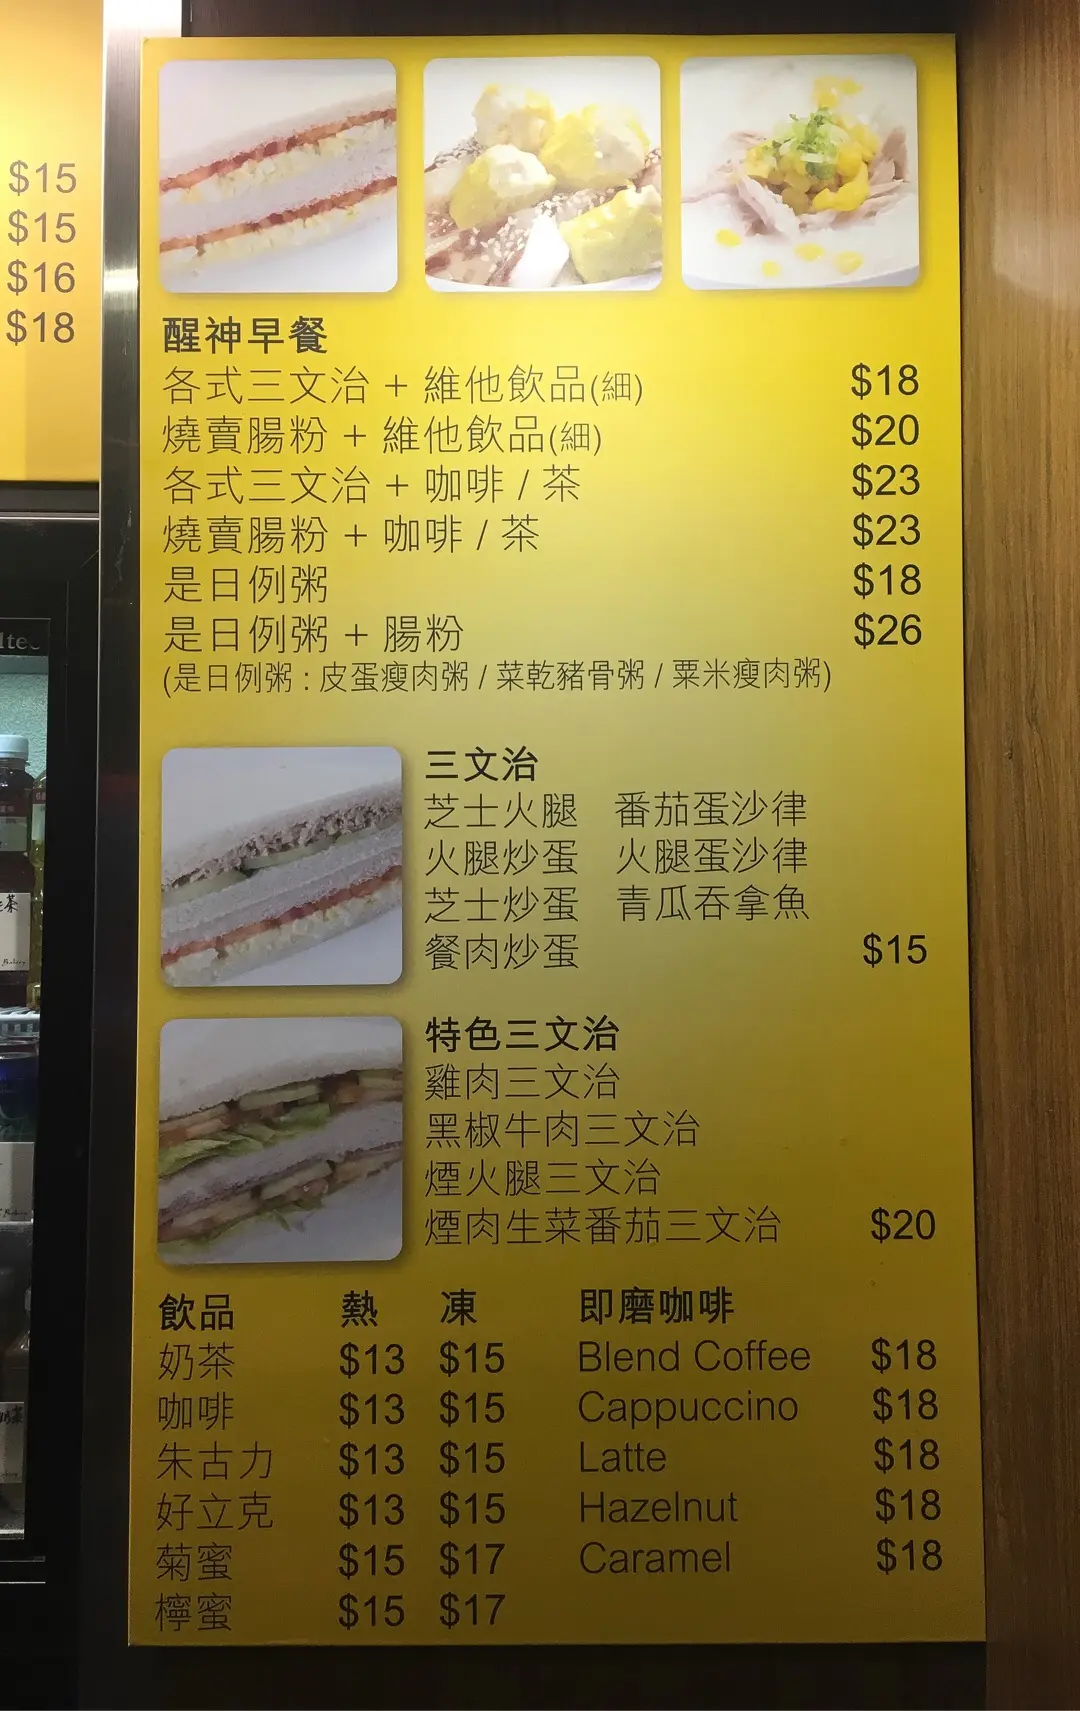 $15
$15
$16
$18
醒神早餐
各式三文治 + 維他飲品(細) $18
燒賣腸粉 + 維他飲品(細) $20
各式三文治 + 咖啡 / 茶 $23
燒賣腸粉 + 咖啡 / 茶 $23
是日例粥 $18
是日例粥 + 腸粉 $26
(是日例粥 : 皮蛋瘦肉粥 / 菜乾豬骨粥 / 粟米瘦肉粥)
三文治
芝士火腿 番茄蛋沙律
火腿炒蛋 火腿蛋沙律
芝士炒蛋 青瓜吞拿魚
餐肉炒蛋 $15
特色三文治
雞肉三文治
黑椒牛肉三文治
煙火腿三文治
煙肉生菜番茄三文治 $20
飲品 熱 凍 即磨咖啡
奶茶 $13 $15 Blend Coffee $18
咖啡 $13 $15 Cappuccino $18
朱古力 $13 $15 Latte $18
好立克 $13 $15 Hazelnut $18
菊蜜 $15 $17 Caramel $18
檸蜜 $15 $17